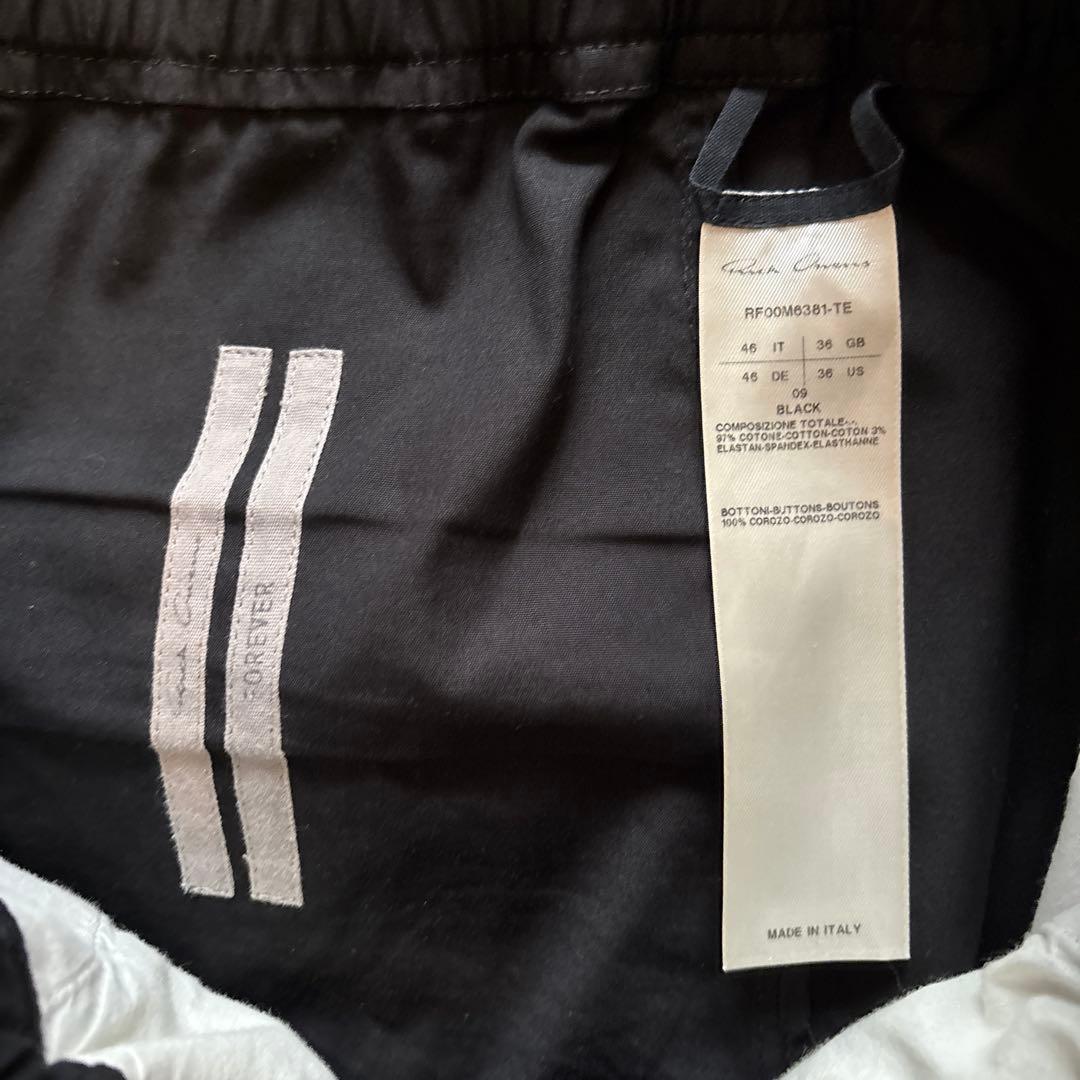 Rick Owens
FOREVER
Rick Owens
RF00M6381-TE
46 IT 36 GB
46 DE 36 US
09
BLACK
COMPOSIZIONE TOTALE-.-.
97% COTONE-COTTON-COTON 3%
ELASTAN-SPANDEX-ELASTHANNE
BOTTONI-BUTTONS-BOUTONS
100% COROZO-COROZO-COROZO
MADE IN ITALY